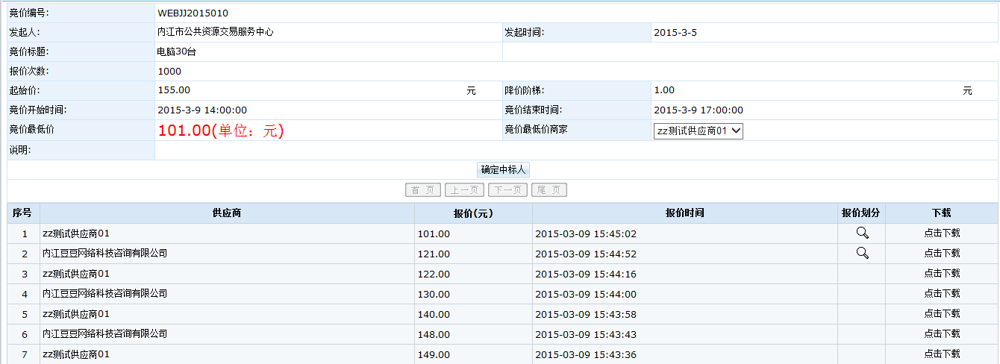 竟价编号: WEBJJ2015010
发起人: 内江市公共资源交易服务中心 发起时间: 2015-3-5
竟价标题: 电脑30台
报价次数: 1000
起始价: 155.00 元 降价阶梯: 1.00 元
竟价开始时间: 2015-3-9 14:00:00 竟价结束时间: 2015-3-9 17:00:00
竟价最低价 101.00(单位：元) 竟价最低价商家 zz测试供应商01
说明:
确定中标人
首 页 上一页 下一页 尾 页
序号 供应商 报价(元) 报价时间 报价划分 下载
1 zz测试供应商01 101.00 2015-03-09 15:45:02 点击下载
2 内江豆豆网络科技咨询有限公司 121.00 2015-03-09 15:44:52 点击下载
3 zz测试供应商01 122.00 2015-03-09 15:44:16 点击下载
4 内江豆豆网络科技咨询有限公司 130.00 2015-03-09 15:44:00 点击下载
5 zz测试供应商01 140.00 2015-03-09 15:43:58 点击下载
6 内江豆豆网络科技咨询有限公司 148.00 2015-03-09 15:43:43 点击下载
7 zz测试供应商01 149.00 2015-03-09 15:43:36 点击下载